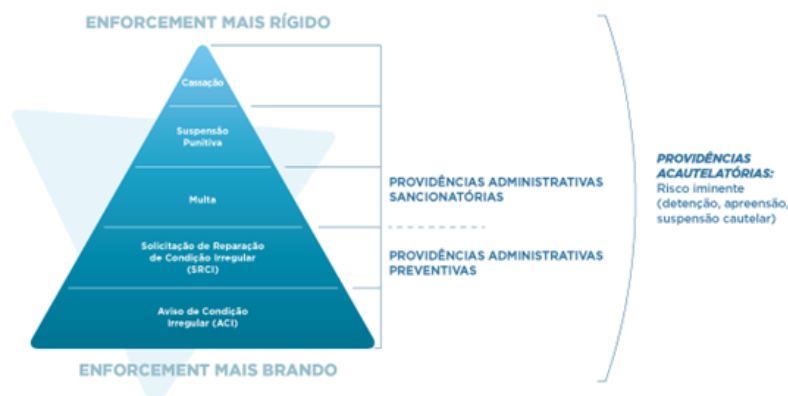 ENFORCEMENT MAIS RÍGIDO
Cassação
Suspensão
Punitiva
Multa
Solicitação de Reparação
de Condição Irregular
(SRCI)
Aviso de Condição
Irregular (ACI)
ENFORCEMENT MAIS BRANDO
PROVIDÊNCIAS ADMINISTRATIVAS
SANCIONATÓRIAS
PROVIDÊNCIAS ADMINISTRATIVAS
PREVENTIVAS
PROVIDÊNCIAS
ACAUTELATÓRIAS:
Risco iminente
(detenção, apreensão,
suspensão cautelar)